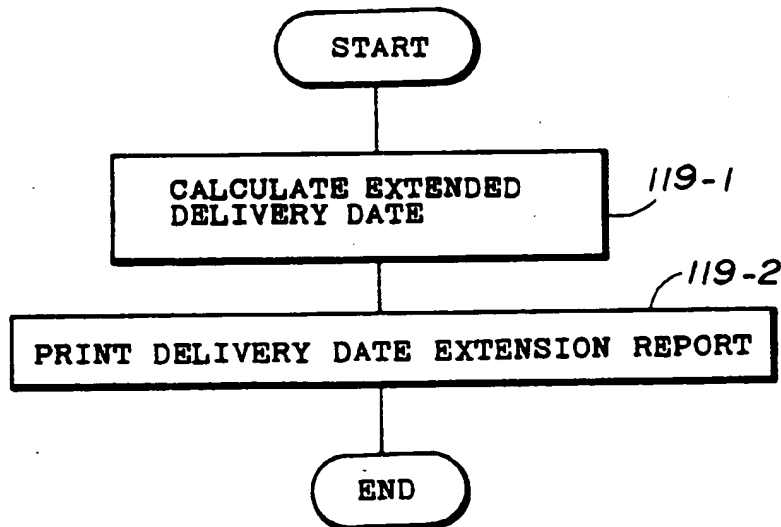 START
CALCULATE EXTENDED
DELIVERY DATE
119-1
119-2
PRINT DELIVERY DATE EXTENSION REPORT
END